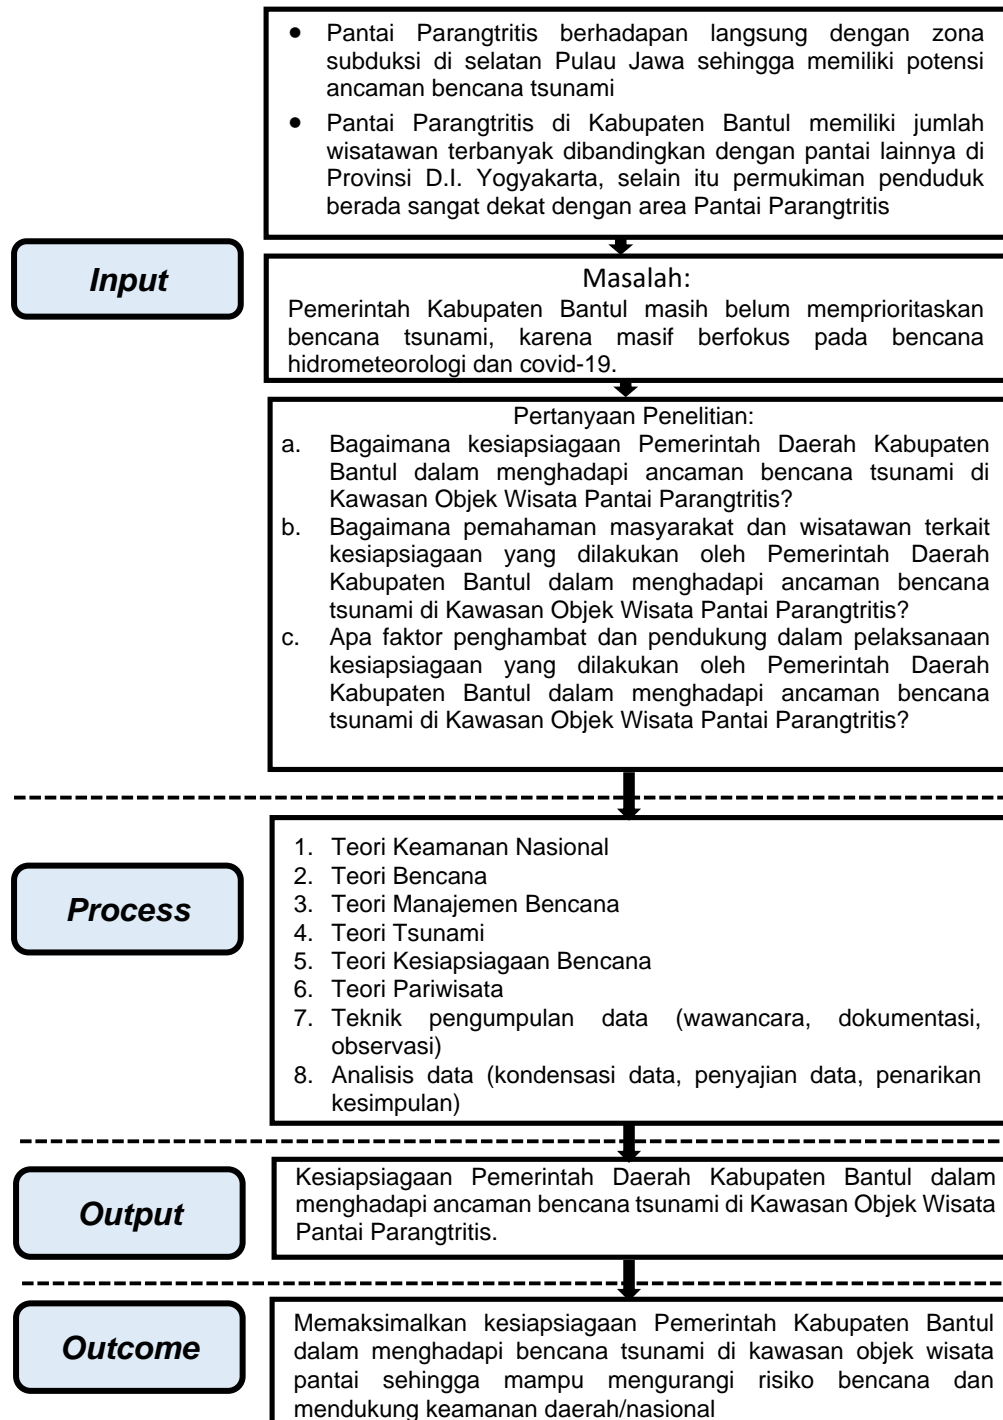 • Pantai Parangtritis berhadapan langsung dengan zona
subduksi di selatan Pulau Jawa sehingga memiliki potensi
ancaman bencana tsunami
• Pantai Parangtritis di Kabupaten Bantul memiliki jumlah
wisatawan terbanyak dibandingkan dengan pantai lainnya di
Provinsi D.I. Yogyakarta, selain itu permukiman penduduk
berada sangat dekat dengan area Pantai Parangtritis
Input
Masalah:
Pemerintah Kabupaten Bantul masih belum memprioritaskan
bencana tsunami, karena masif berfokus pada bencana
hidrometeorologi dan covid-19.
Pertanyaan Penelitian:
a. Bagaimana kesiapsiagaan Pemerintah Daerah Kabupaten
Bantul dalam menghadapi ancaman bencana tsunami di
Kawasan Objek Wisata Pantai Parangtritis?
b. Bagaimana pemahaman masyarakat dan wisatawan terkait
kesiapsiagaan yang dilakukan oleh Pemerintah Daerah
Kabupaten Bantul dalam menghadapi ancaman bencana
tsunami di Kawasan Objek Wisata Pantai Parangtritis?
c. Apa faktor penghambat dan pendukung dalam pelaksanaan
kesiapsiagaan yang dilakukan oleh Pemerintah Daerah
Kabupaten Bantul dalam menghadapi ancaman bencana
tsunami di Kawasan Objek Wisata Pantai Parangtritis?
Process
1. Teori Keamanan Nasional
2. Teori Bencana
3. Teori Manajemen Bencana
4. Teori Tsunami
5. Teori Kesiapsiagaan Bencana
6. Teori Pariwisata
7. Teknik pengumpulan data (wawancara, dokumentasi,
observasi)
8. Analisis data (kondensasi data, penyajian data, penarikan
kesimpulan)
Output
Kesiapsiagaan Pemerintah Daerah Kabupaten Bantul dalam
menghadapi ancaman bencana tsunami di Kawasan Objek Wisata
Pantai Parangtritis.
Outcome
Memaksimalkan kesiapsiagaan Pemerintah Kabupaten Bantul
dalam menghadapi bencana tsunami di kawasan objek wisata
pantai sehingga mampu mengurangi risiko bencana dan
mendukung keamanan daerah/nasional